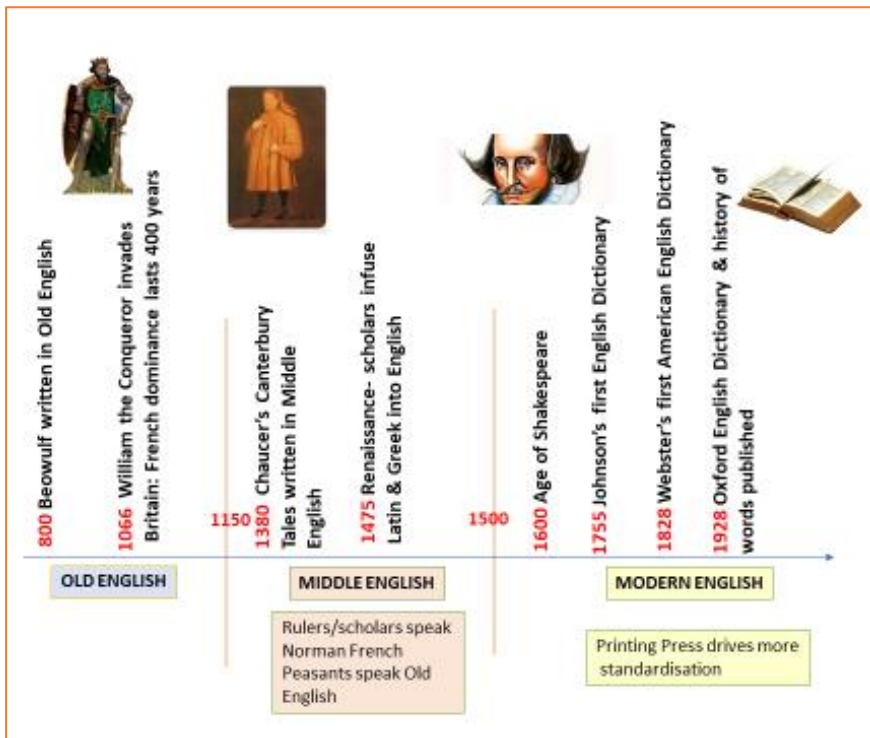 800 Beowulf written in Old English
1066 William the Conqueror invades
Britain: French dominance lasts 400 years
1150
1380 Chaucer's Canterbury
Tales written in Middle
English
1475 Renaissance- scholars infuse
Latin & Greek into English
1500
1600 Age of Shakespeare
1755 Johnson's first English Dictionary
1828 Webster's first American English Dictionary
1928 Oxford English Dictionary & history of
words published
OLD ENGLISH
MIDDLE ENGLISH
MODERN ENGLISH
Rulers/scholars speak
Norman French
Peasants speak Old
English
Printing Press drives more
standardisation